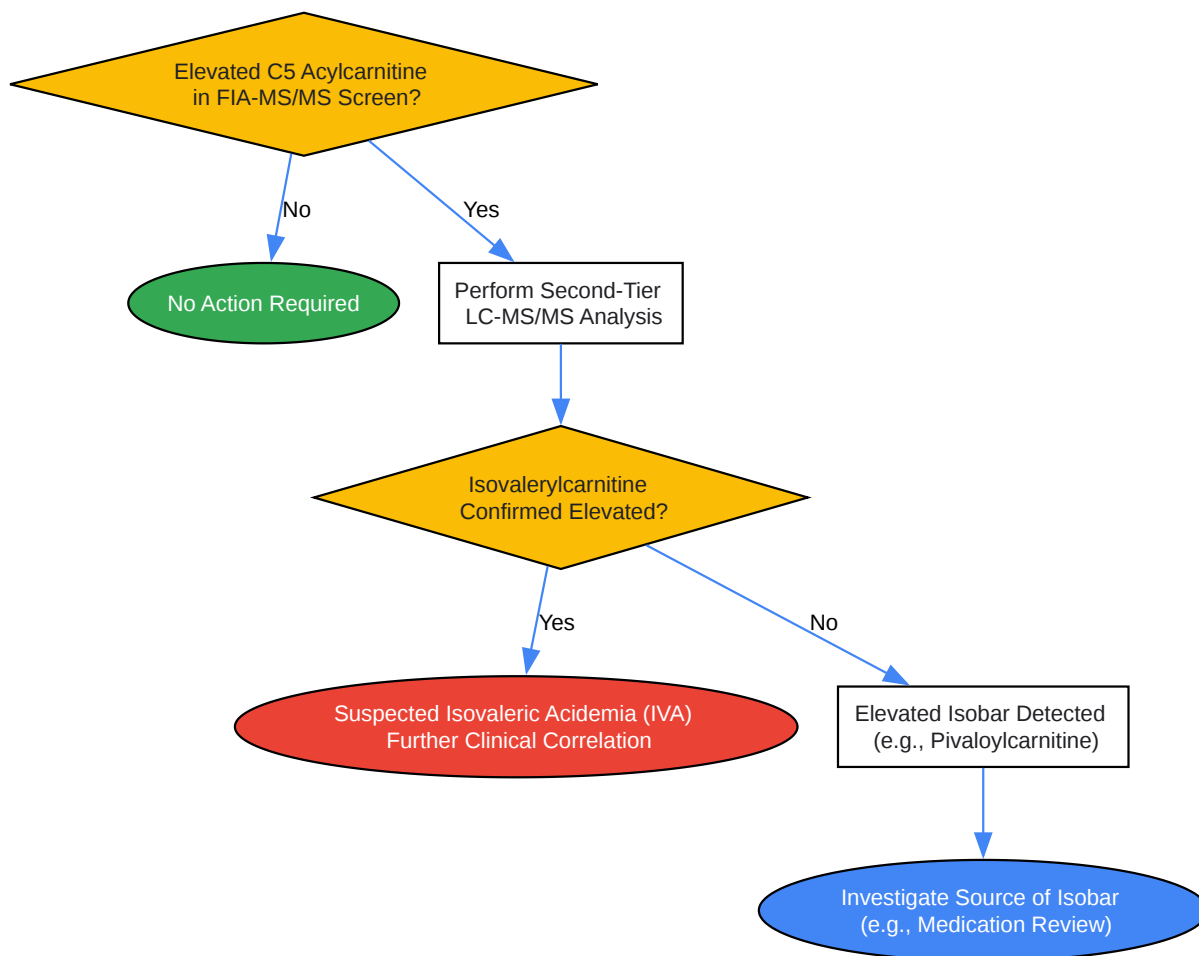 Elevated C5 Acylcarnitine
in FIA-MS/MS Screen?
No
Yes
No Action Required
Perform Second-Tier
LC-MS/MS Analysis
Isovalerylcarnitine
Confirmed Elevated?
Yes
No
Suspected Isovaleric Acidemia (IVA)
Further Clinical Correlation
Elevated Isobar Detected
(e.g., Pivaloylcarnitine)
Investigate Source of Isobar
(e.g., Medication Review)